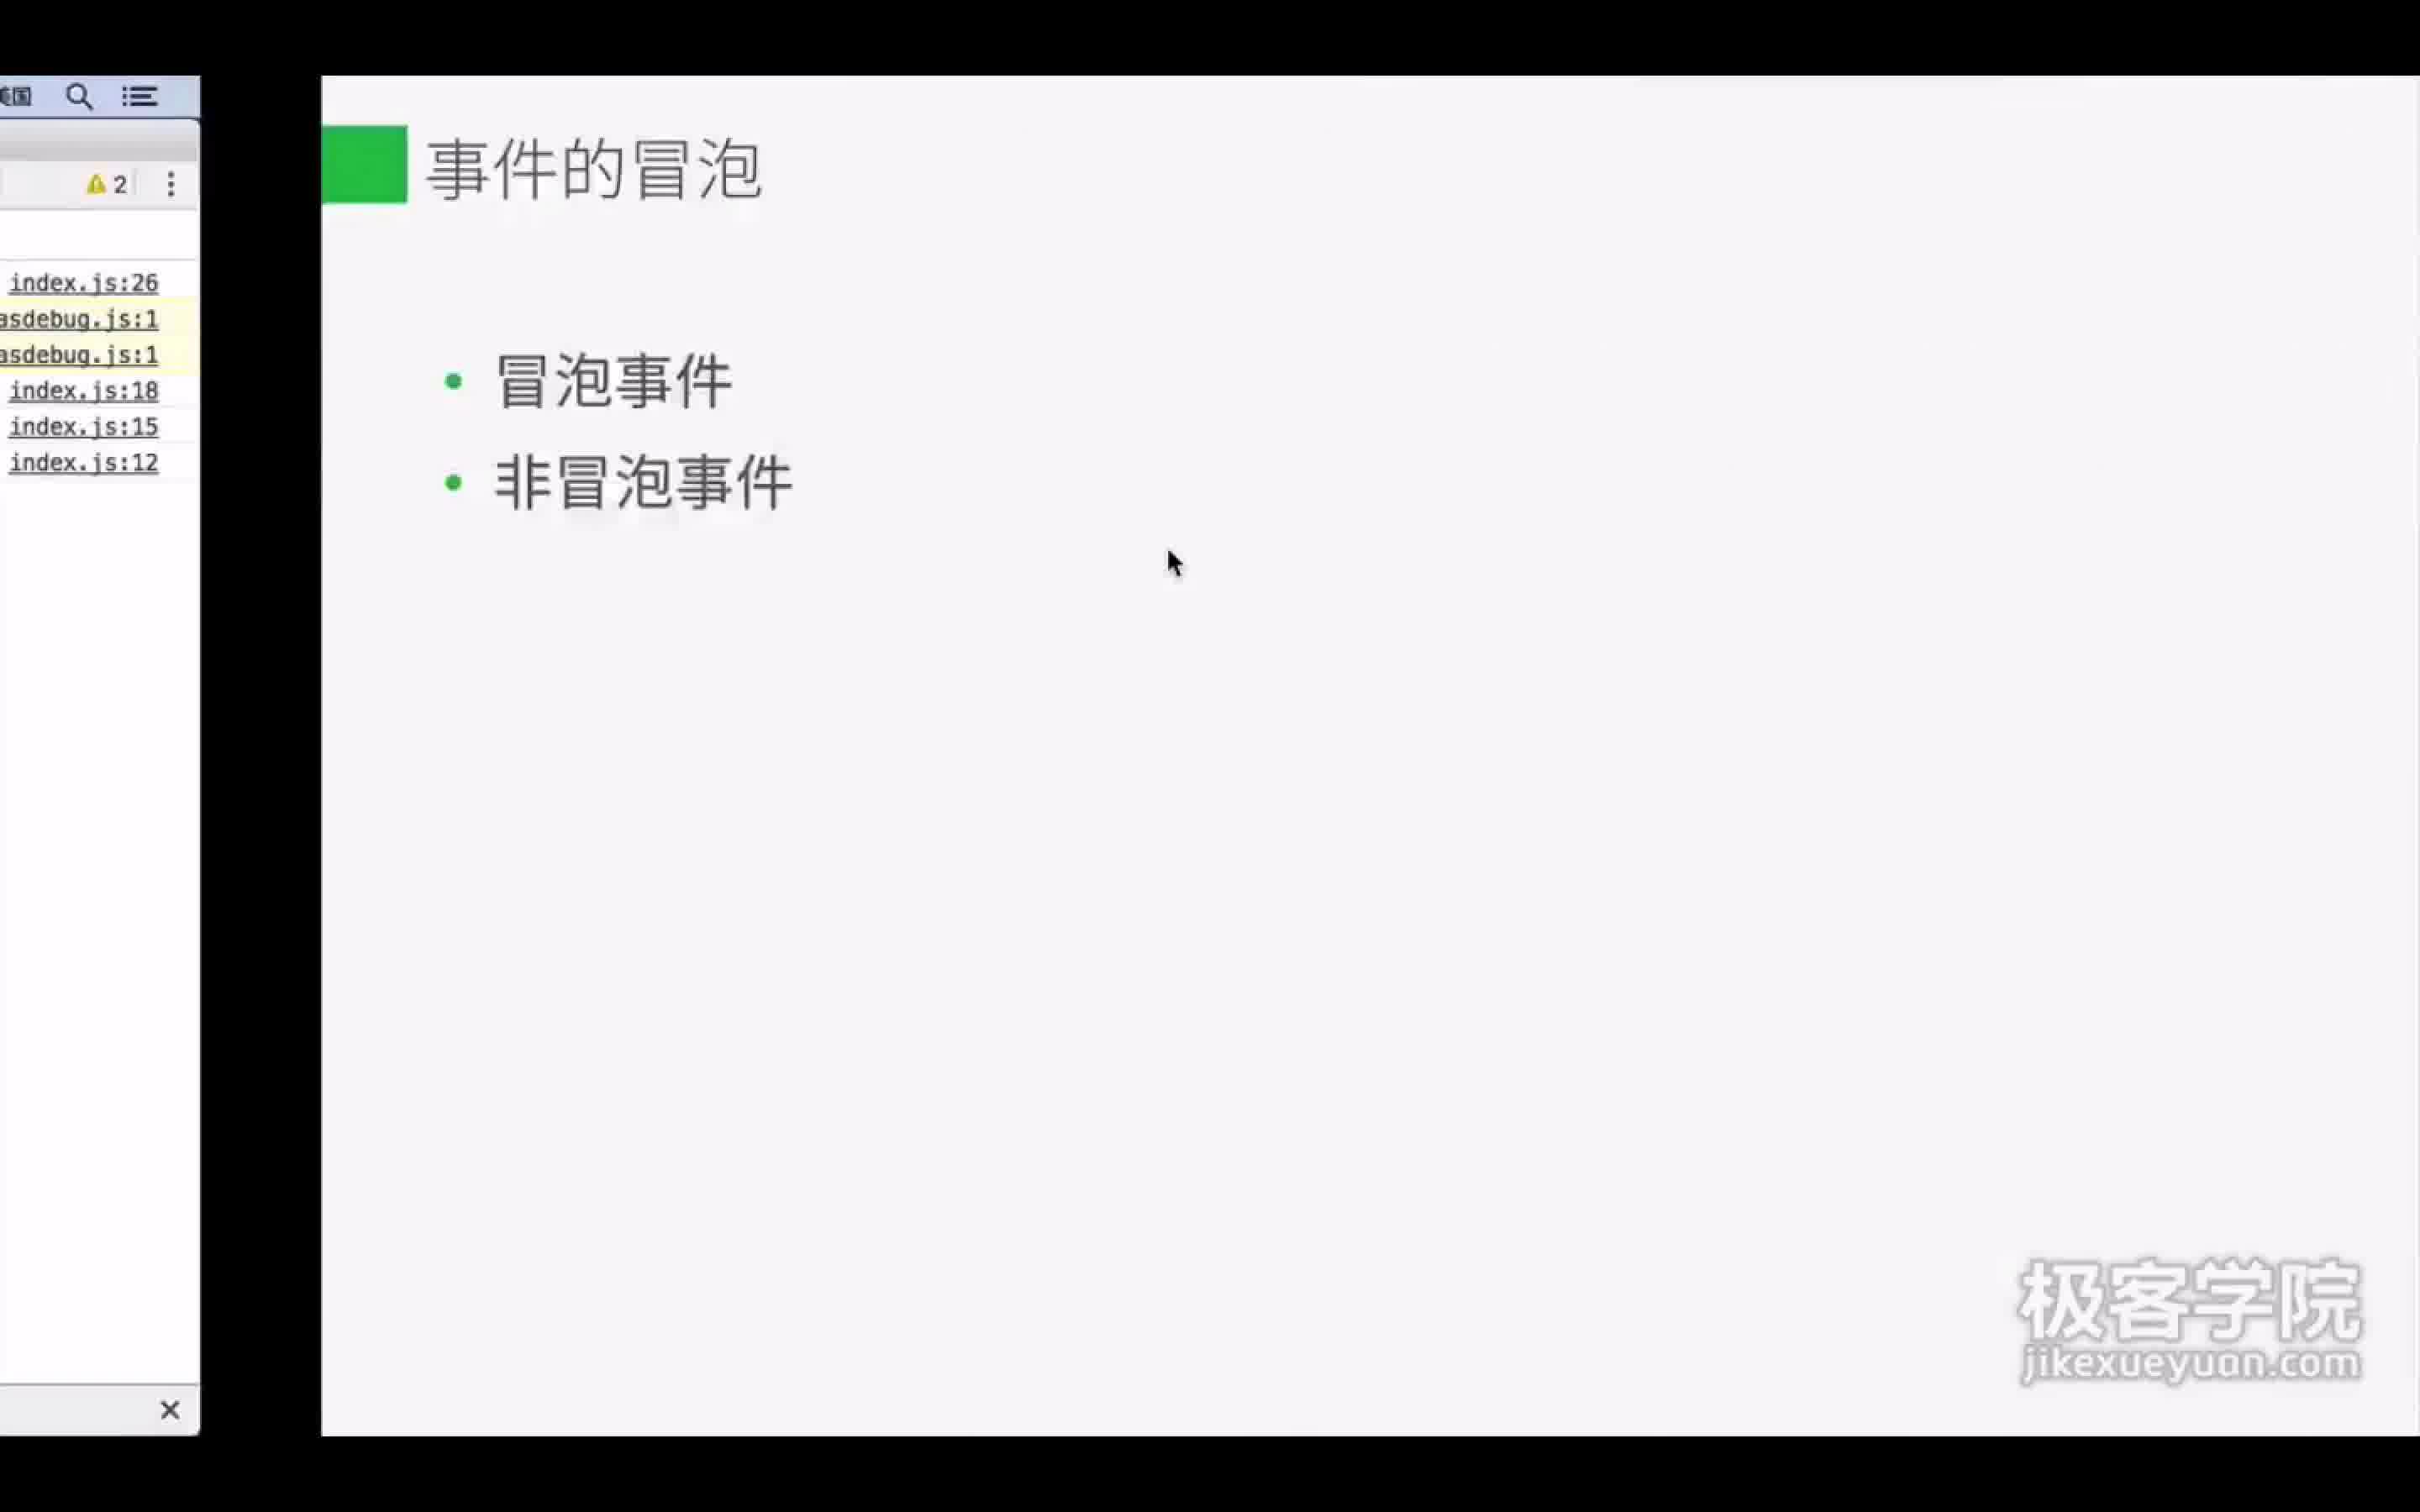 美国
2
index.js:26
asdebug.js:1
asdebug.js:1
index.js:18
index.js:15
index.js:12
事件的冒泡
• 冒泡事件
• 非冒泡事件
极客学院
jikexueyuan.com